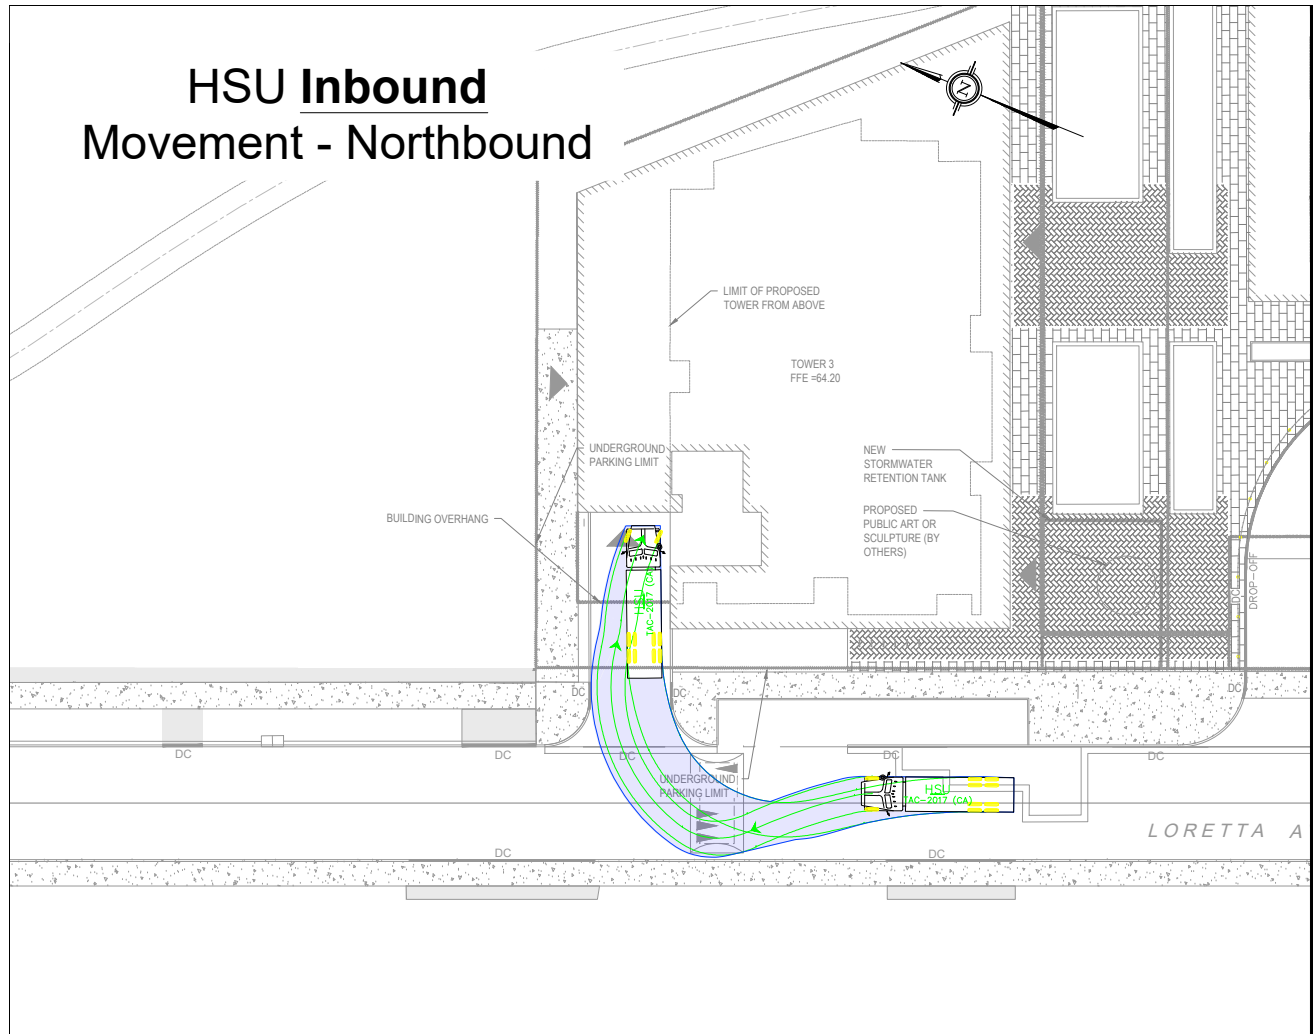 HSU Inbound
Movement - Northbound
N
LIMIT OF PROPOSED
TOWER FROM ABOVE
TOWER 3
FFE =64.20
UNDERGROUND
PARKING LIMIT
NEW
STORMWATER
RETENTION TANK
BUILDING OVERHANG
PROPOSED
PUBLIC ART OR
SCULPTURE (BY
OTHERS)
HSU
TAC-2017 (CA)
DCL
DROP-OFF
DC
DC
DC
DC
DC
DC
DC
DC
UNDERGROUND
PARKING LIMIT
HSU
TAC-2017 (CA)
LORETTA A
DC
DC